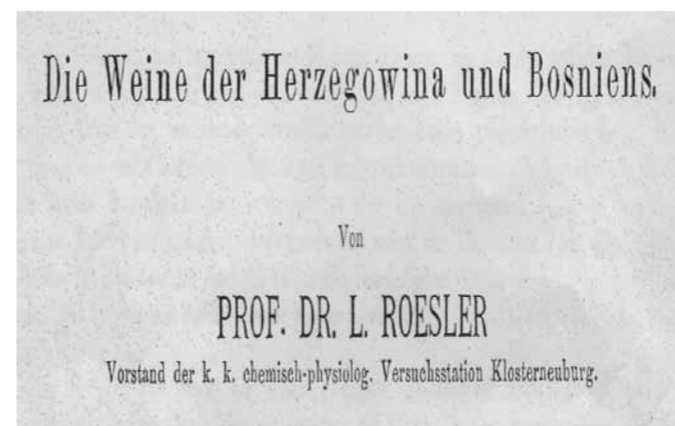 Die Weine der Herzegowina und Bosniens.
Von
PROF. DR. L. ROESLER
Vorstand der k. k. chemisch-physiolog. Versuchsstation Klosterneuburg.